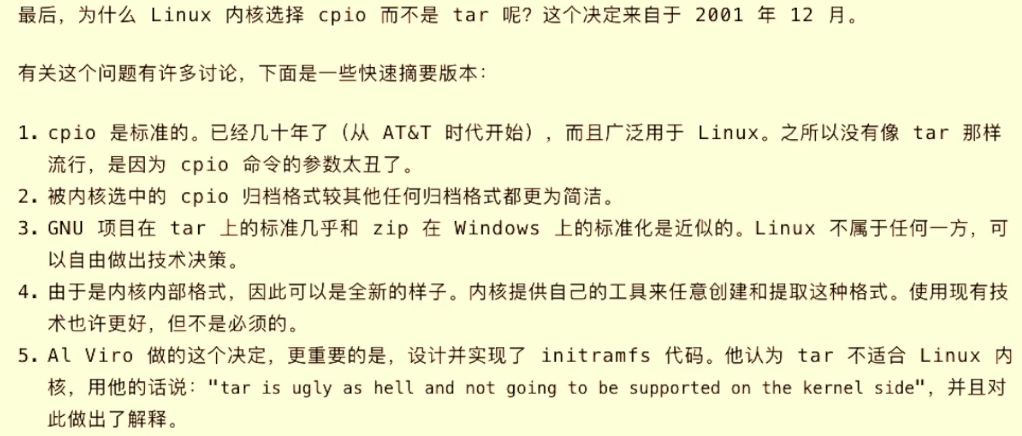 最后，为什么 Linux 内核选择 cpio 而不是 tar 呢？这个决定来自于 2001 年 12 月。
有关这个问题有许多讨论，下面是一些快速摘要版本：
1. cpio 是标准的。已经几十年了（从 AT&T 时代开始），而且广泛用于 Linux。之所以没有像 tar 那样
流行，是因为 cpio 命令的参数太丑了。
2. 被内核选中的 cpio 归档格式较其他任何归档格式都更为简洁。
3. GNU 项目在 tar 上的标准几乎和 zip 在 Windows 上的标准化是近似的。Linux 不属于任何一方，可
以自由做出技术决策。
4. 由于是内核内部格式，因此可以是全新的样子。内核提供自己的工具来任意创建和提取这种格式。使用现有技
术也许更好，但不是必须的。
5. Al Viro 做的这个决定，更重要的是，设计并实现了 initramfs 代码。他认为 tar 不适合 Linux 内
核，用他的话说："tar is ugly as hell and not going to be supported on the kernel side"，并且对
此做出了解释。